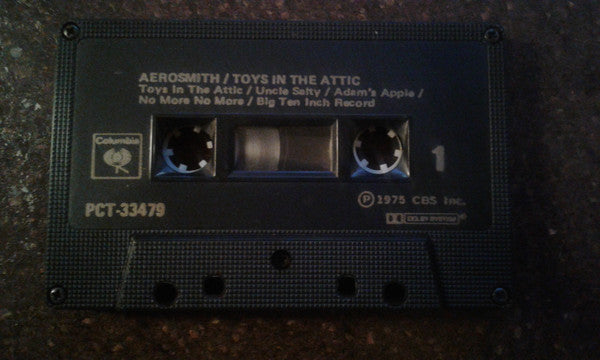 AEROSMITH / TOYS IN THE ATTIC
Toys In The Attic / Uncle Salty / Adam's Apple /
No More No More / Big Ten Inch Record
Columbia
1
PCT-33479
Ⓟ 1975 CBS Inc.
DOLBY SYSTEM®